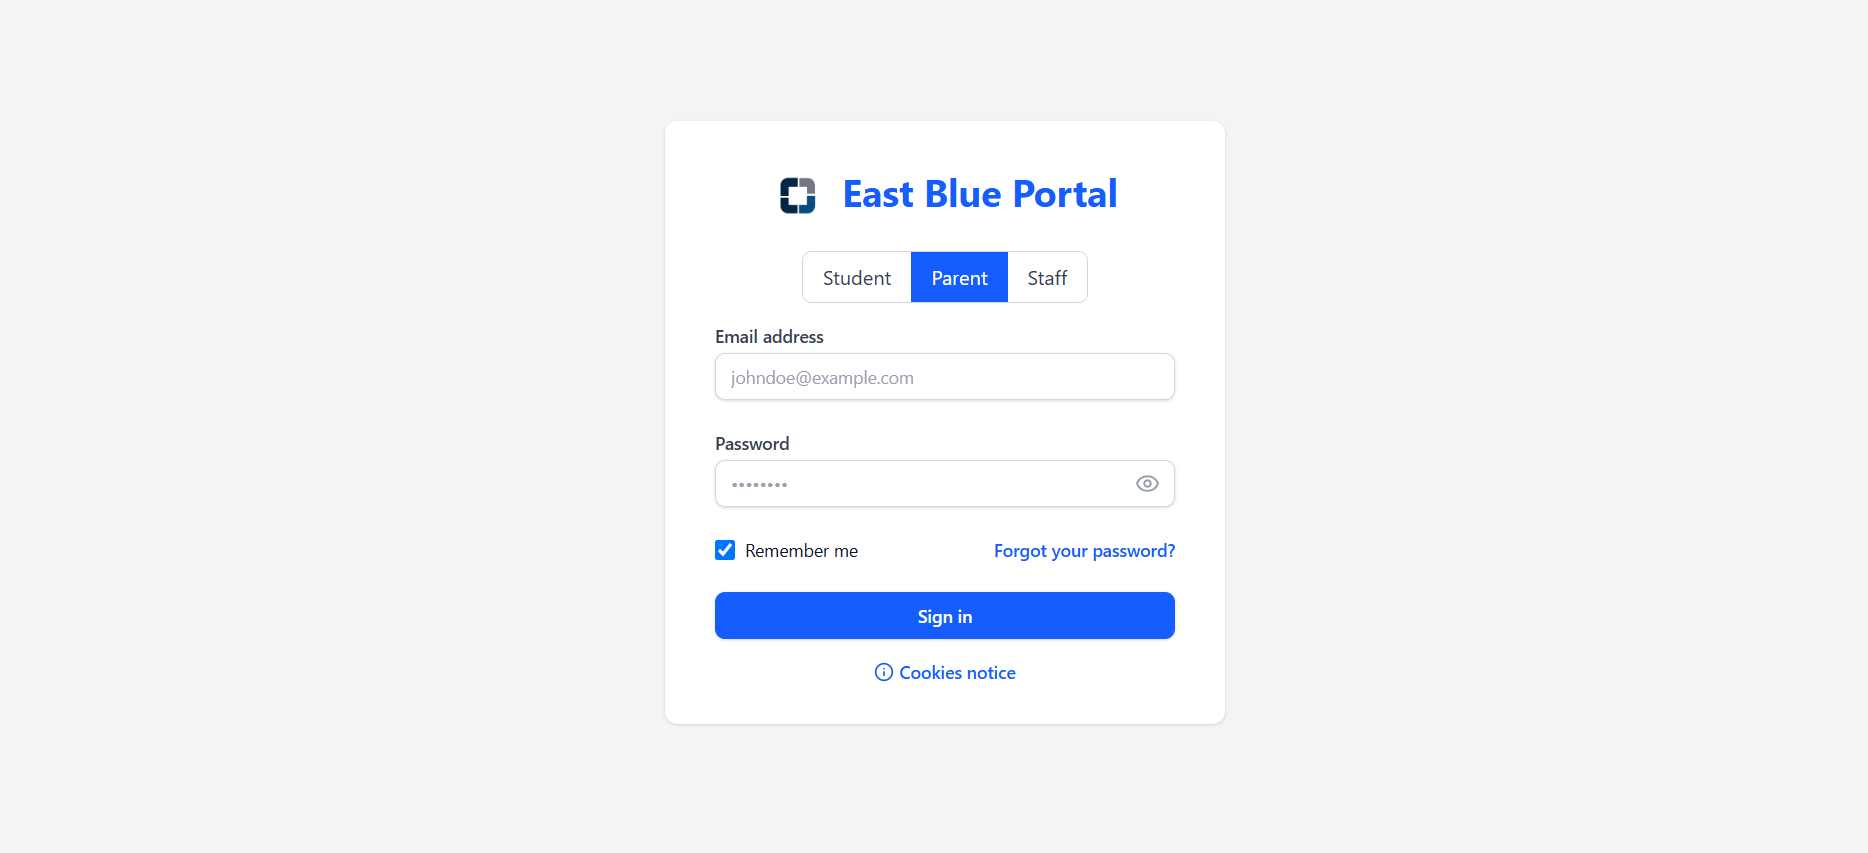 East Blue Portal
Student Parent Staff
Email address
johndoe@example.com
Password
••••••••
Remember me Forgot your password?
Sign in
Cookies notice